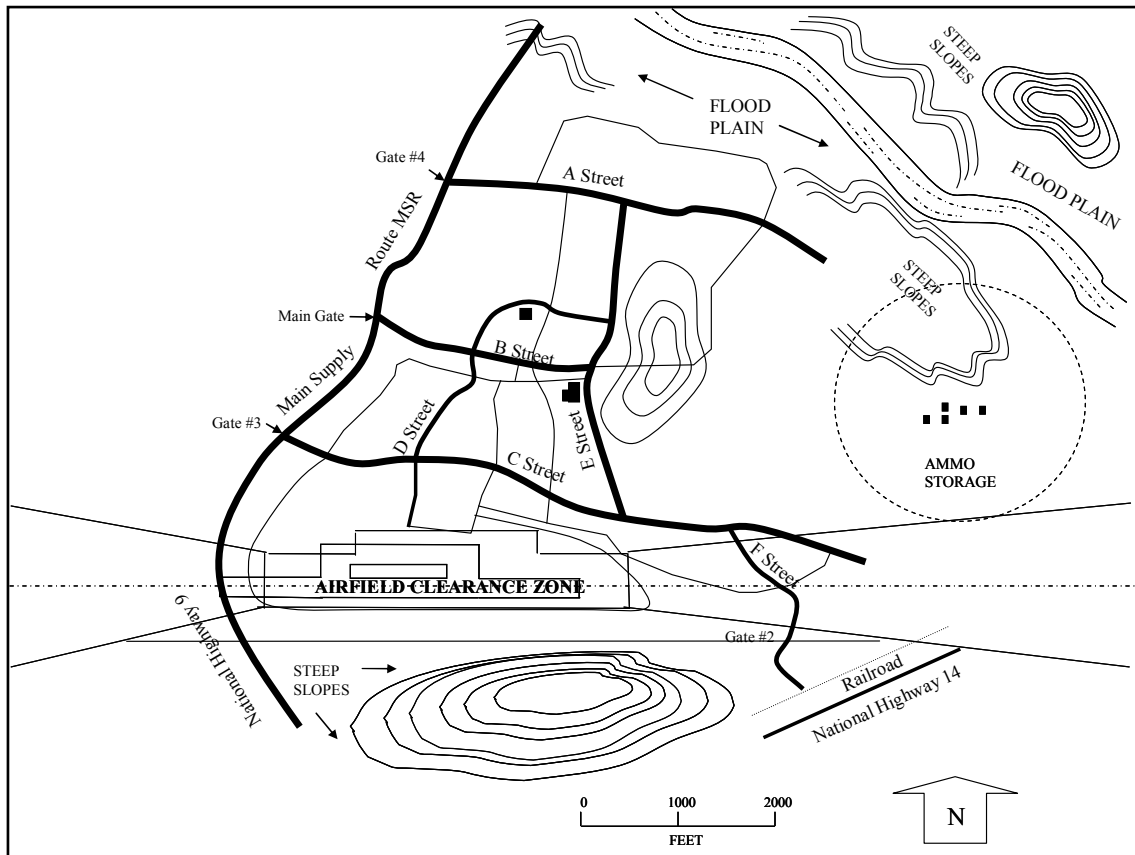 STEEP
SLOPES
FLOOD
PLAIN
Gate #4
A Street
FLOOD PLAIN
Route MSR
STEEP
SLOPES
Main Gate
B Street
Main Supply
Gate #3
D Street
E Street
C Street
AMMO
STORAGE
F Street
AIRFIELD CLEARANCE ZONE
National Highway 9
Gate #2
STEEP
SLOPES
Railroad
National Highway 14
0 1000 2000
FEET
N